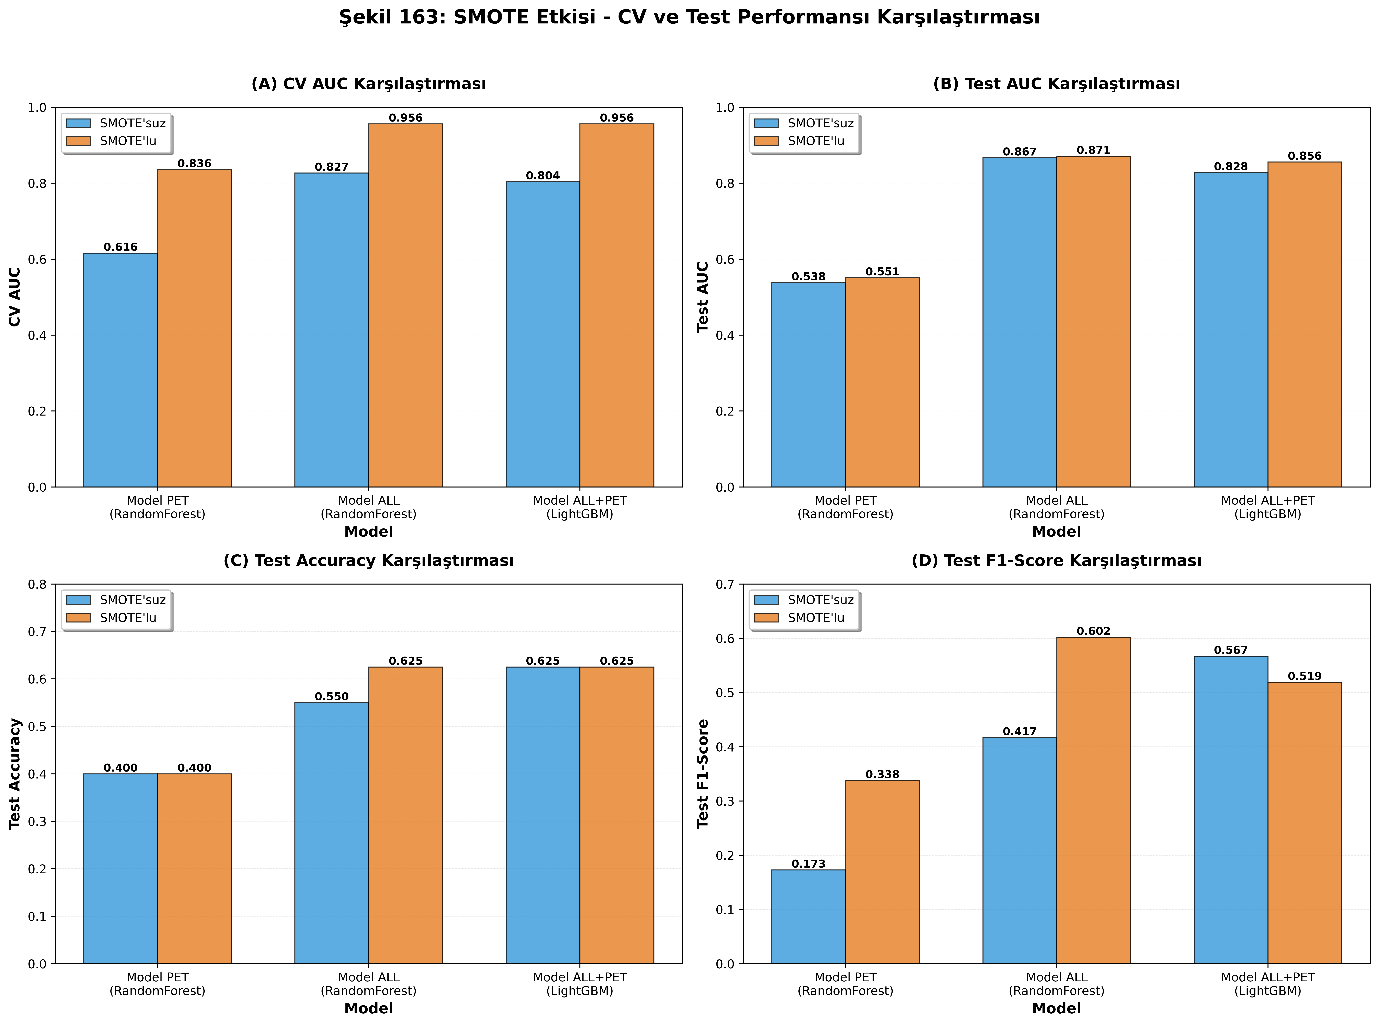 Şekil 163: SMOTE Etkisi - CV ve Test Performansı Karşılaştırması
(A) CV AUC Karşılaştırması
SMOTE'suz
SMOTE'lu
CV AUC
1.0
0.8
0.6
0.4
0.2
0.0
0.616
0.836
0.827
0.956
0.804
0.956
Model PET
(RandomForest)
Model ALL
(RandomForest)
Model ALL+PET
(LightGBM)
Model
(B) Test AUC Karşılaştırması
SMOTE'suz
SMOTE'lu
Test AUC
1.0
0.8
0.6
0.4
0.2
0.0
0.538
0.551
0.867
0.871
0.828
0.856
Model PET
(RandomForest)
Model ALL
(RandomForest)
Model ALL+PET
(LightGBM)
Model
(C) Test Accuracy Karşılaştırması
SMOTE'suz
SMOTE'lu
Test Accuracy
0.8
0.7
0.6
0.5
0.4
0.3
0.2
0.1
0.0
0.400
0.400
0.550
0.625
0.625
0.625
Model PET
(RandomForest)
Model ALL
(RandomForest)
Model ALL+PET
(LightGBM)
Model
(D) Test F1-Score Karşılaştırması
SMOTE'suz
SMOTE'lu
Test F1-Score
0.7
0.6
0.5
0.4
0.3
0.2
0.1
0.0
0.173
0.338
0.417
0.602
0.567
0.519
Model PET
(RandomForest)
Model ALL
(RandomForest)
Model ALL+PET
(LightGBM)
Model